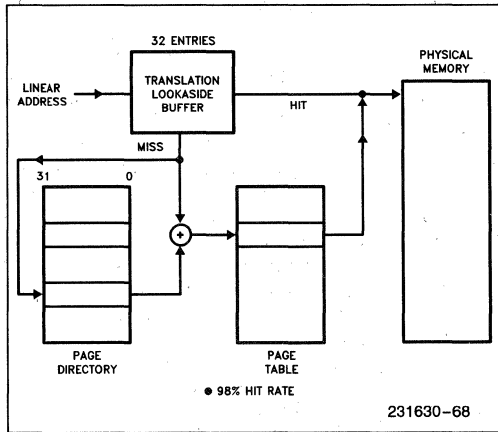 32 ENTRIES
TRANSLATION
LOOKASIDE
BUFFER
LINEAR
ADDRESS
HIT
PHYSICAL
MEMORY
MISS
31
0
+
PAGE
DIRECTORY
PAGE
TABLE
● 98% HIT RATE
231630-68